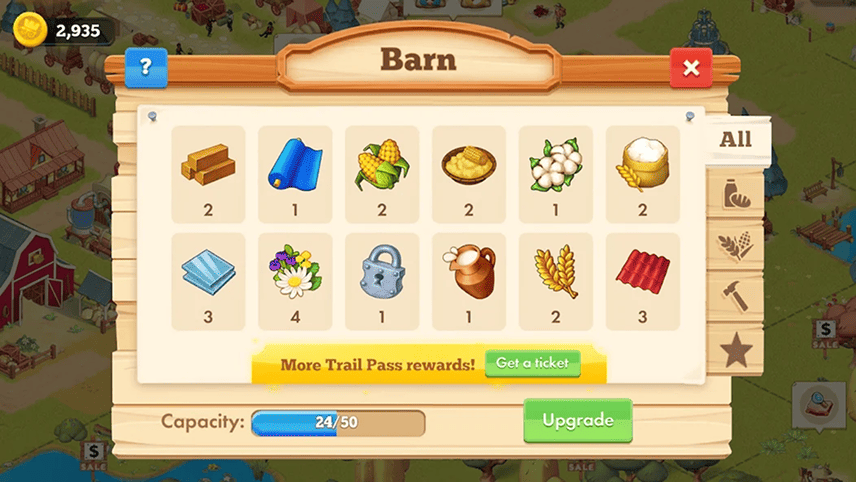 2,935
?
Barn
All
2
1
2
2
1
2
3
4
1
1
2
3
More Trail Pass rewards!
Get a ticket
Capacity:
24/50
Upgrade
$
SALE
$
SALE
SALE